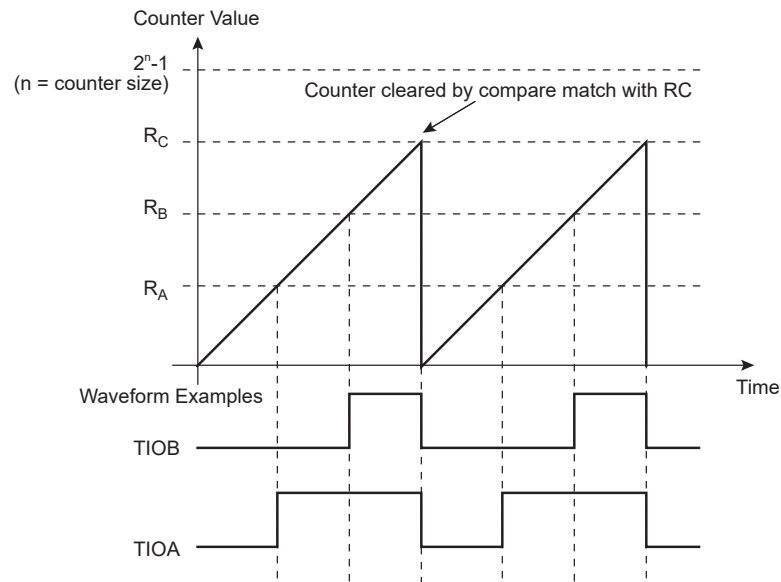 Counter Value
2ⁿ-1
(n = counter size)
Counter cleared by compare match with RC
R_C
R_B
R_A
Time
Waveform Examples
TIOB
TIOA